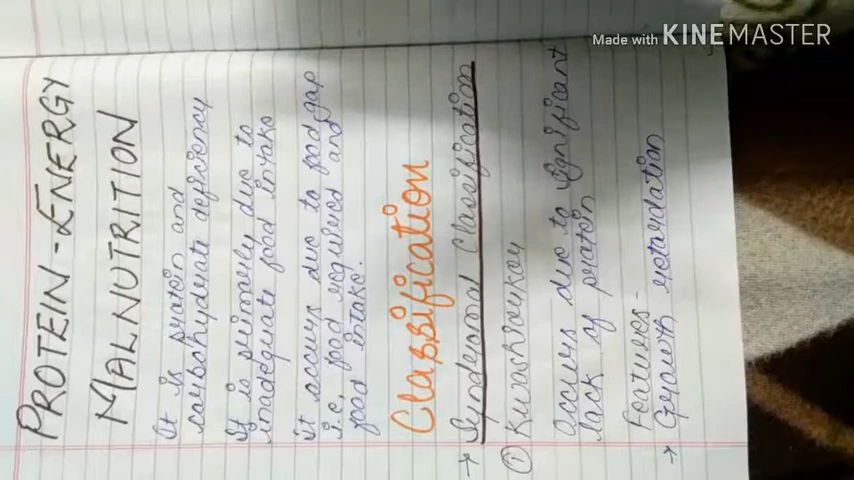 PROTEIN-ENERGY
MALNUTRITION
It is protein and
carbohydrate deficiency
It is primarly due to
inadequate food intake
it occurs due to food gap
i.e, food required and
food intake.
Classification
→ Syndromal Classification
① Kwashiorkor
occurs due to significant
lack of protein
Features-
→ Growth retardation
Made with KINEMASTER